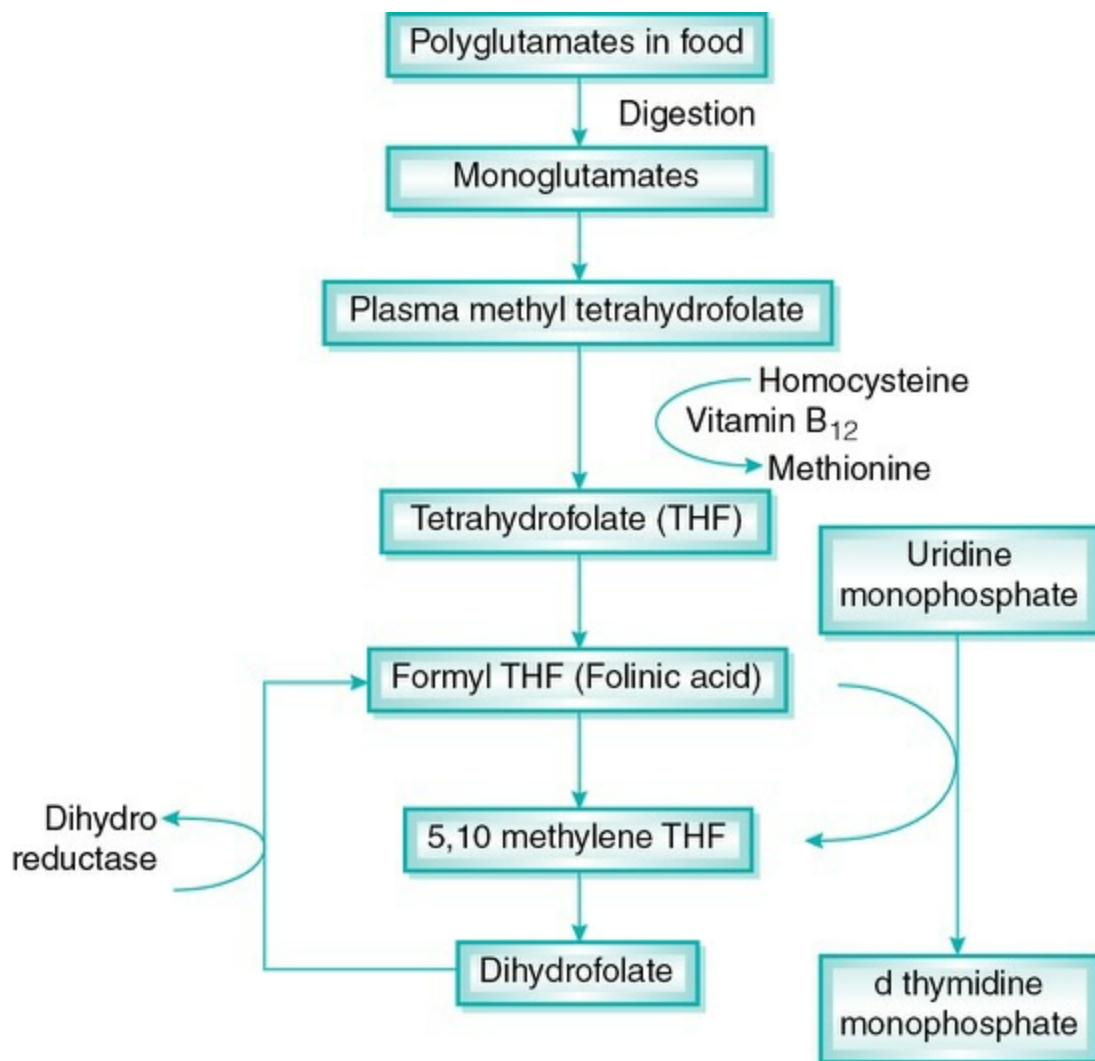 Polyglutamates in food
Digestion
Monoglutamates
Plasma methyl tetrahydrofolate
Homocysteine
Vitamin B₁₂
Methionine
Tetrahydrofolate (THF)
Uridine
monophosphate
Formyl THF (Folinic acid)
Dihydro
reductase
5,10 methylene THF
Dihydrofolate
d thymidine
monophosphate